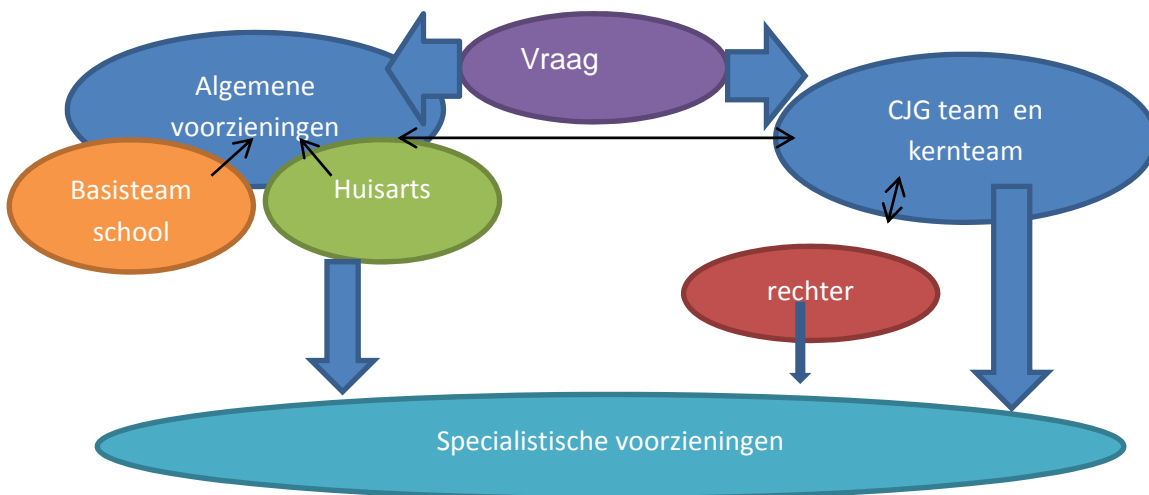 Vraag
Algemene
voorzieningen
CJG team en
kernteam
Basisteam
school
Huisarts
rechter
Specialistische voorzieningen